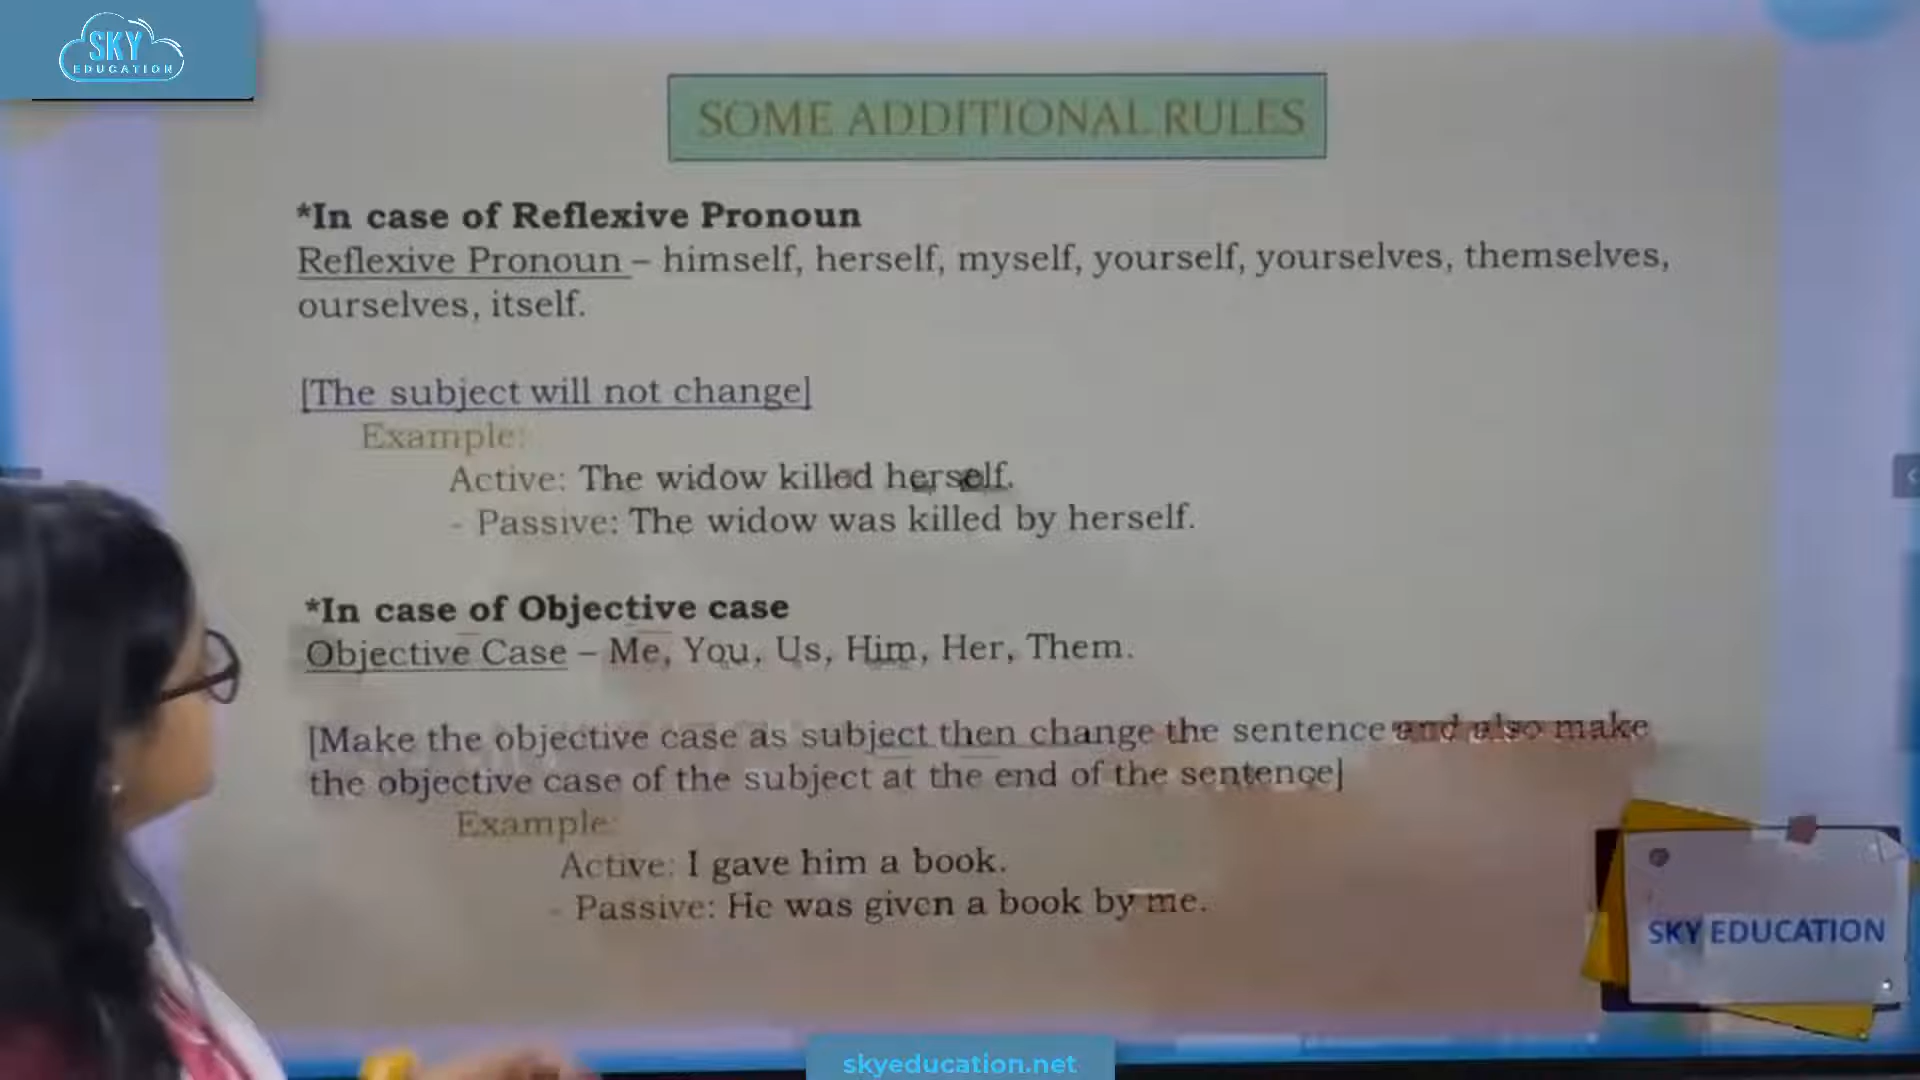 SKY
EDUCATION
SOME ADDITIONAL RULES
*In case of Reflexive Pronoun
Reflexive Pronoun – himself, herself, myself, yourself, yourselves, themselves,
ourselves, itself.
[The subject will not change]
Example:
Active: The widow killed herself.
- Passive: The widow was killed by herself.
*In case of Objective case
Objective Case – Me, You, Us, Him, Her, Them.
[Make the objective case as subject then change the sentence and also make
the objective case of the subject at the end of the sentence]
Example:
Active: I gave him a book.
- Passive: He was given a book by me.
SKY EDUCATION
skyeducation.net